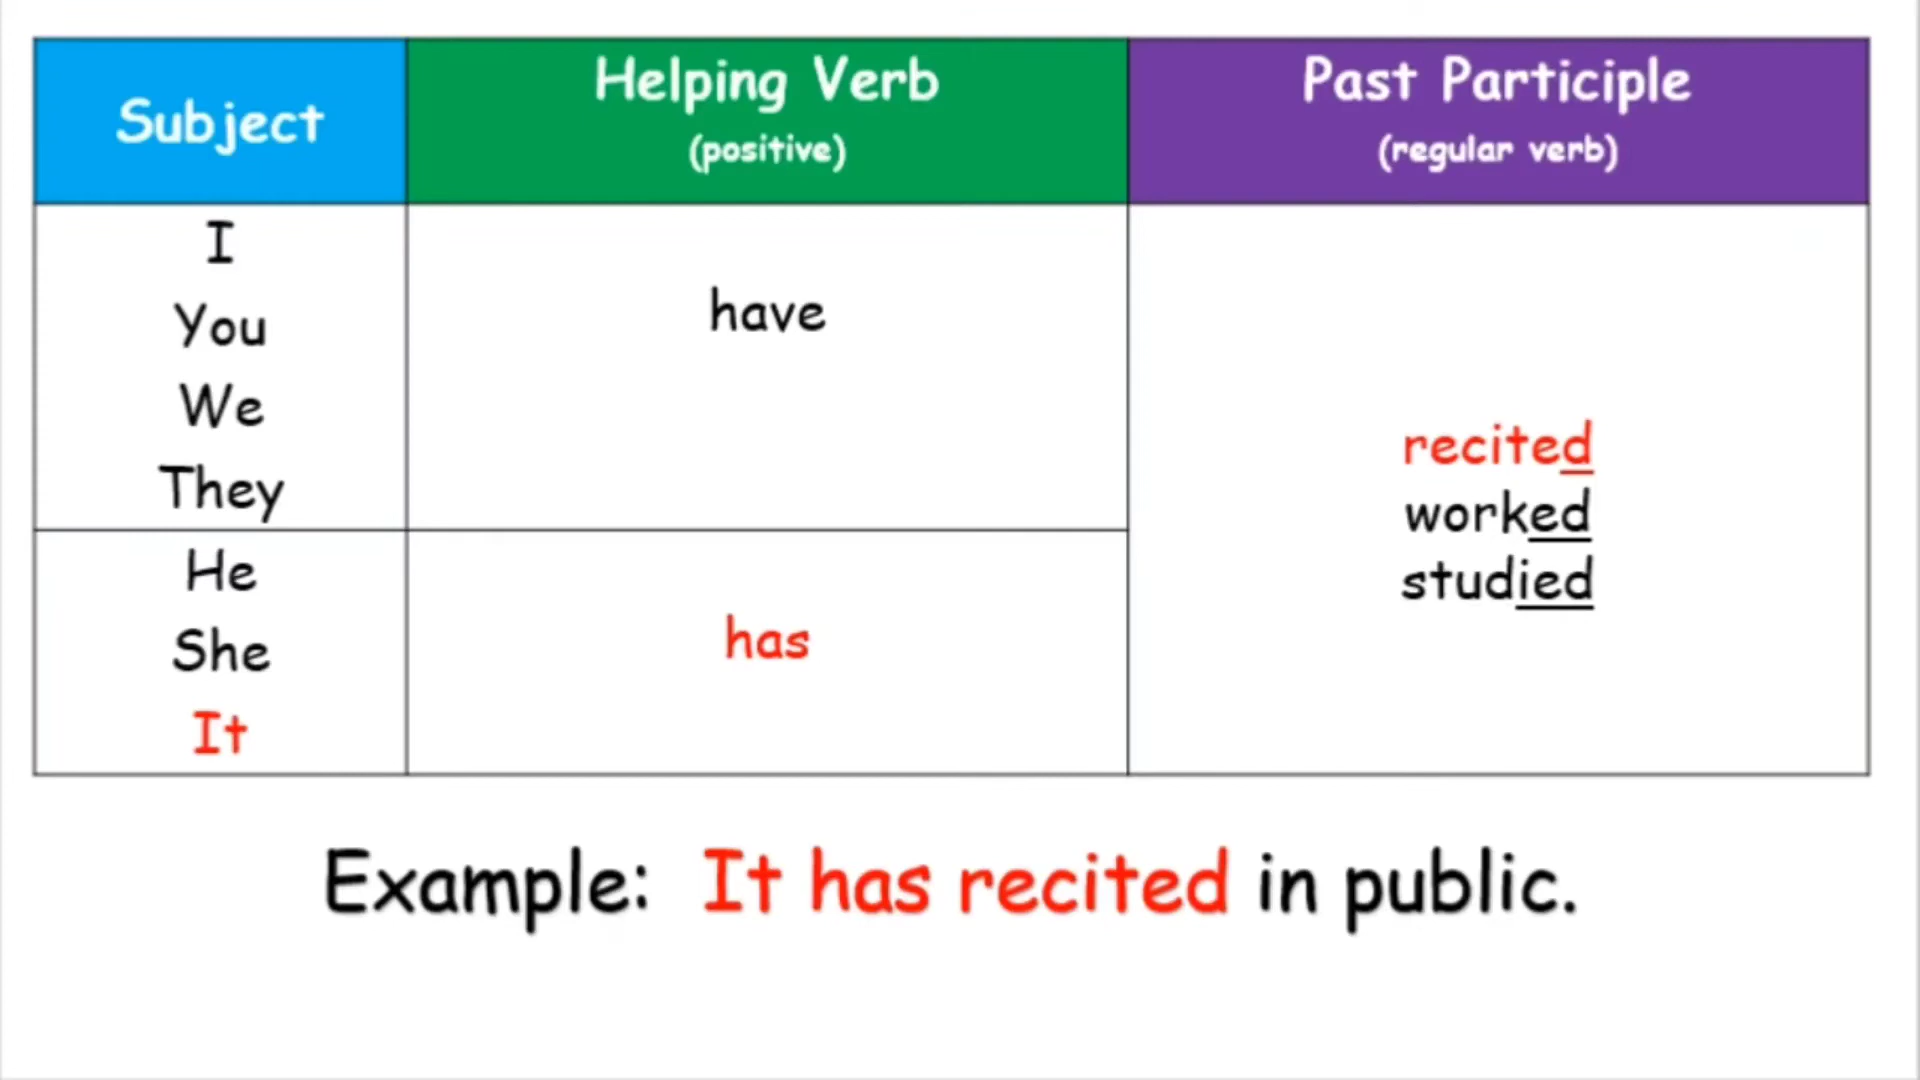 Subject
Helping Verb
(positive)
Past Participle
(regular verb)
I
You
We
They
have
He
She
It
has
recited
worked
studied
Example: It has recited in public.